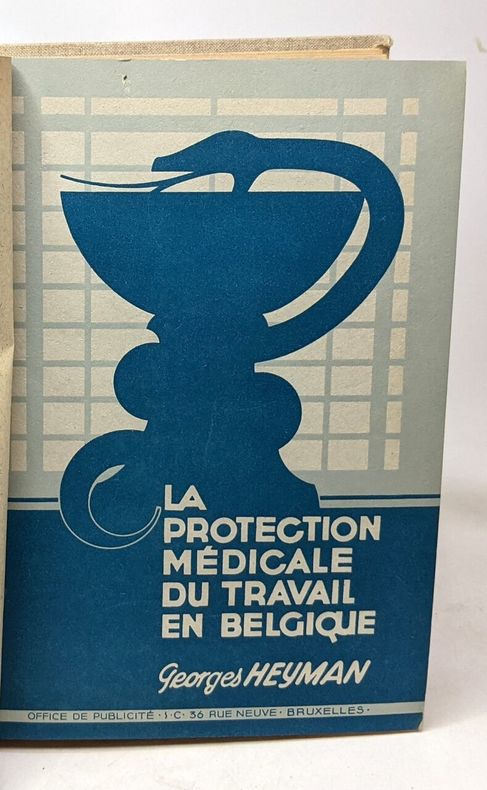 LA
PROTECTION
MÉDICALE
DU TRAVAIL
EN BELGIQUE
Georges HEYMAN
OFFICE DE PUBLICITÉ · S·C· 36 RUE NEUVE · BRUXELLES ·